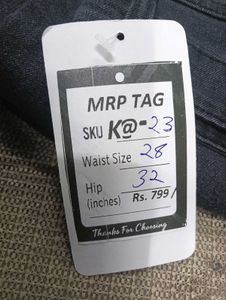 MRP TAG
SKU K@-23
Waist Size 28
Hip 32
(inches) Rs. 799/
Thanks For Choosing